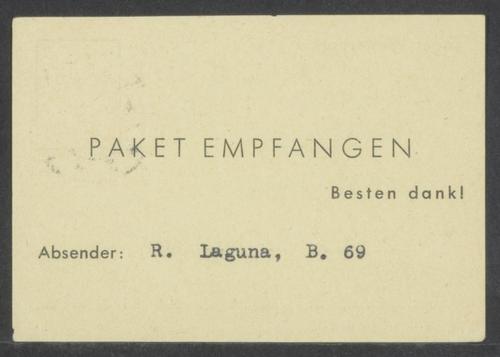 PAKET EMPFANGEN
Besten dank!
Absender: R. Laguna, B. 69